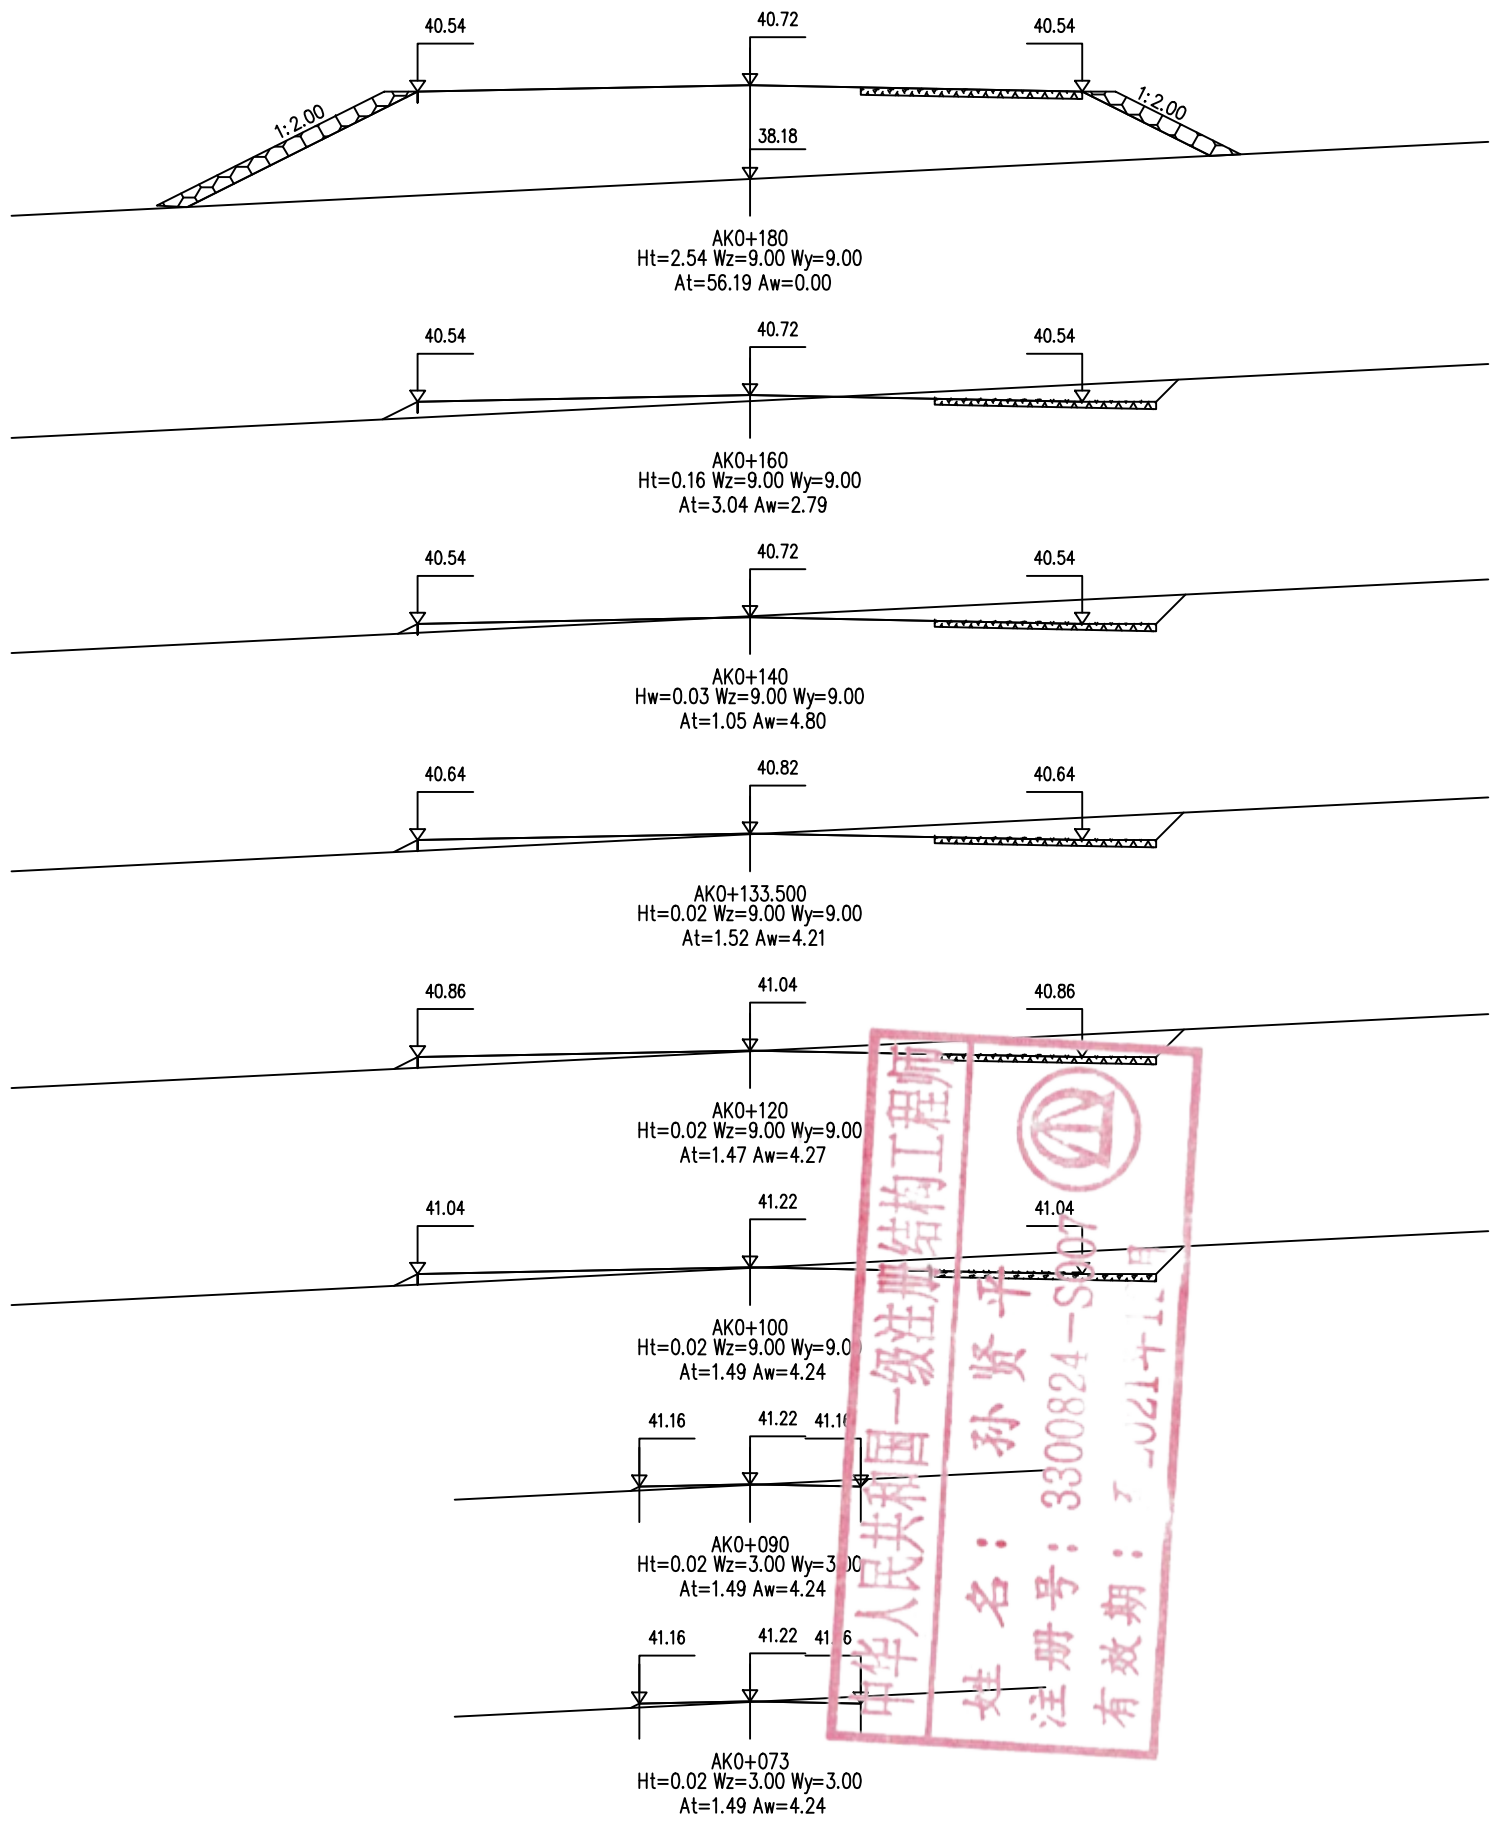 40.54 40.72 40.54
1:2.00 1:2.00
38.18
AK0+180
Ht=2.54 Wz=9.00 Wy=9.00
At=56.19 Aw=0.00
40.54 40.72 40.54
AK0+160
Ht=0.16 Wz=9.00 Wy=9.00
At=3.04 Aw=2.79
40.54 40.72 40.54
AK0+140
Hw=0.03 Wz=9.00 Wy=9.00
At=1.05 Aw=4.80
40.64 40.82 40.64
AK0+133.500
Ht=0.02 Wz=9.00 Wy=9.00
At=1.52 Aw=4.21
40.86 41.04 40.86
AK0+120
Ht=0.02 Wz=9.00 Wy=9.00
At=1.47 Aw=4.27
41.04 41.22 41.04
AK0+100
Ht=0.02 Wz=9.00 Wy=9.00
At=1.49 Aw=4.24
41.16 41.22 41.16
AK0+090
Ht=0.02 Wz=3.00 Wy=3.00
At=1.49 Aw=4.24
41.16 41.22 41.16
AK0+073
Ht=0.02 Wz=3.00 Wy=3.00
At=1.49 Aw=4.24
中华人民共和国一级注册结构工程师
姓 名: 孙贤平
注册号: 3300824-S007
有效期: